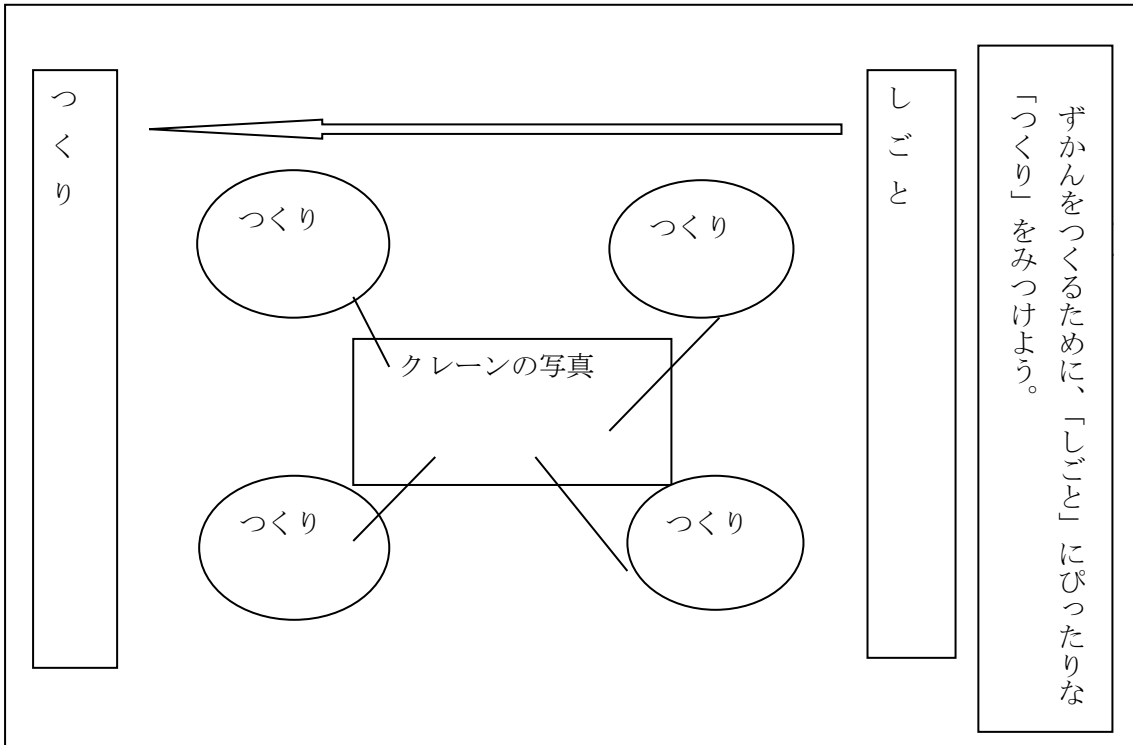 ずかんをつくるために、「しごと」にぴったりな
「つくり」をみつけよう。
しごと
つくり
つくり
クレーンの写真
つくり
つくり
つくり